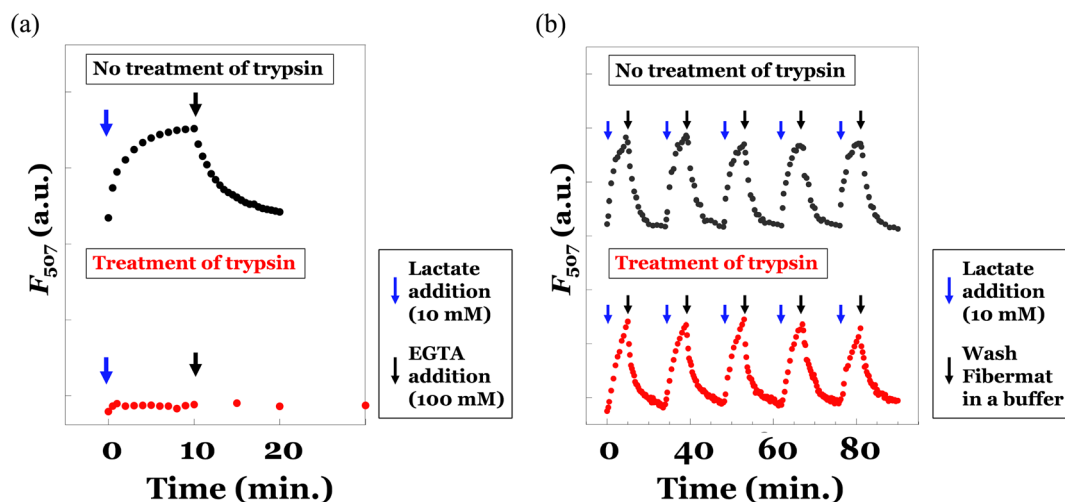 (a)
No treatment of trypsin
Treatment of trypsin
F507 (a.u.)
0 10 20
Time (min.)
Lactate
addition
(10 mM)
EGTA
addition
(100 mM)
(b)
No treatment of trypsin
Treatment of trypsin
F507 (a.u.)
0 40 60 80
Time (min.)
Lactate
addition
(10 mM)
Wash
Fibermat
in a buffer